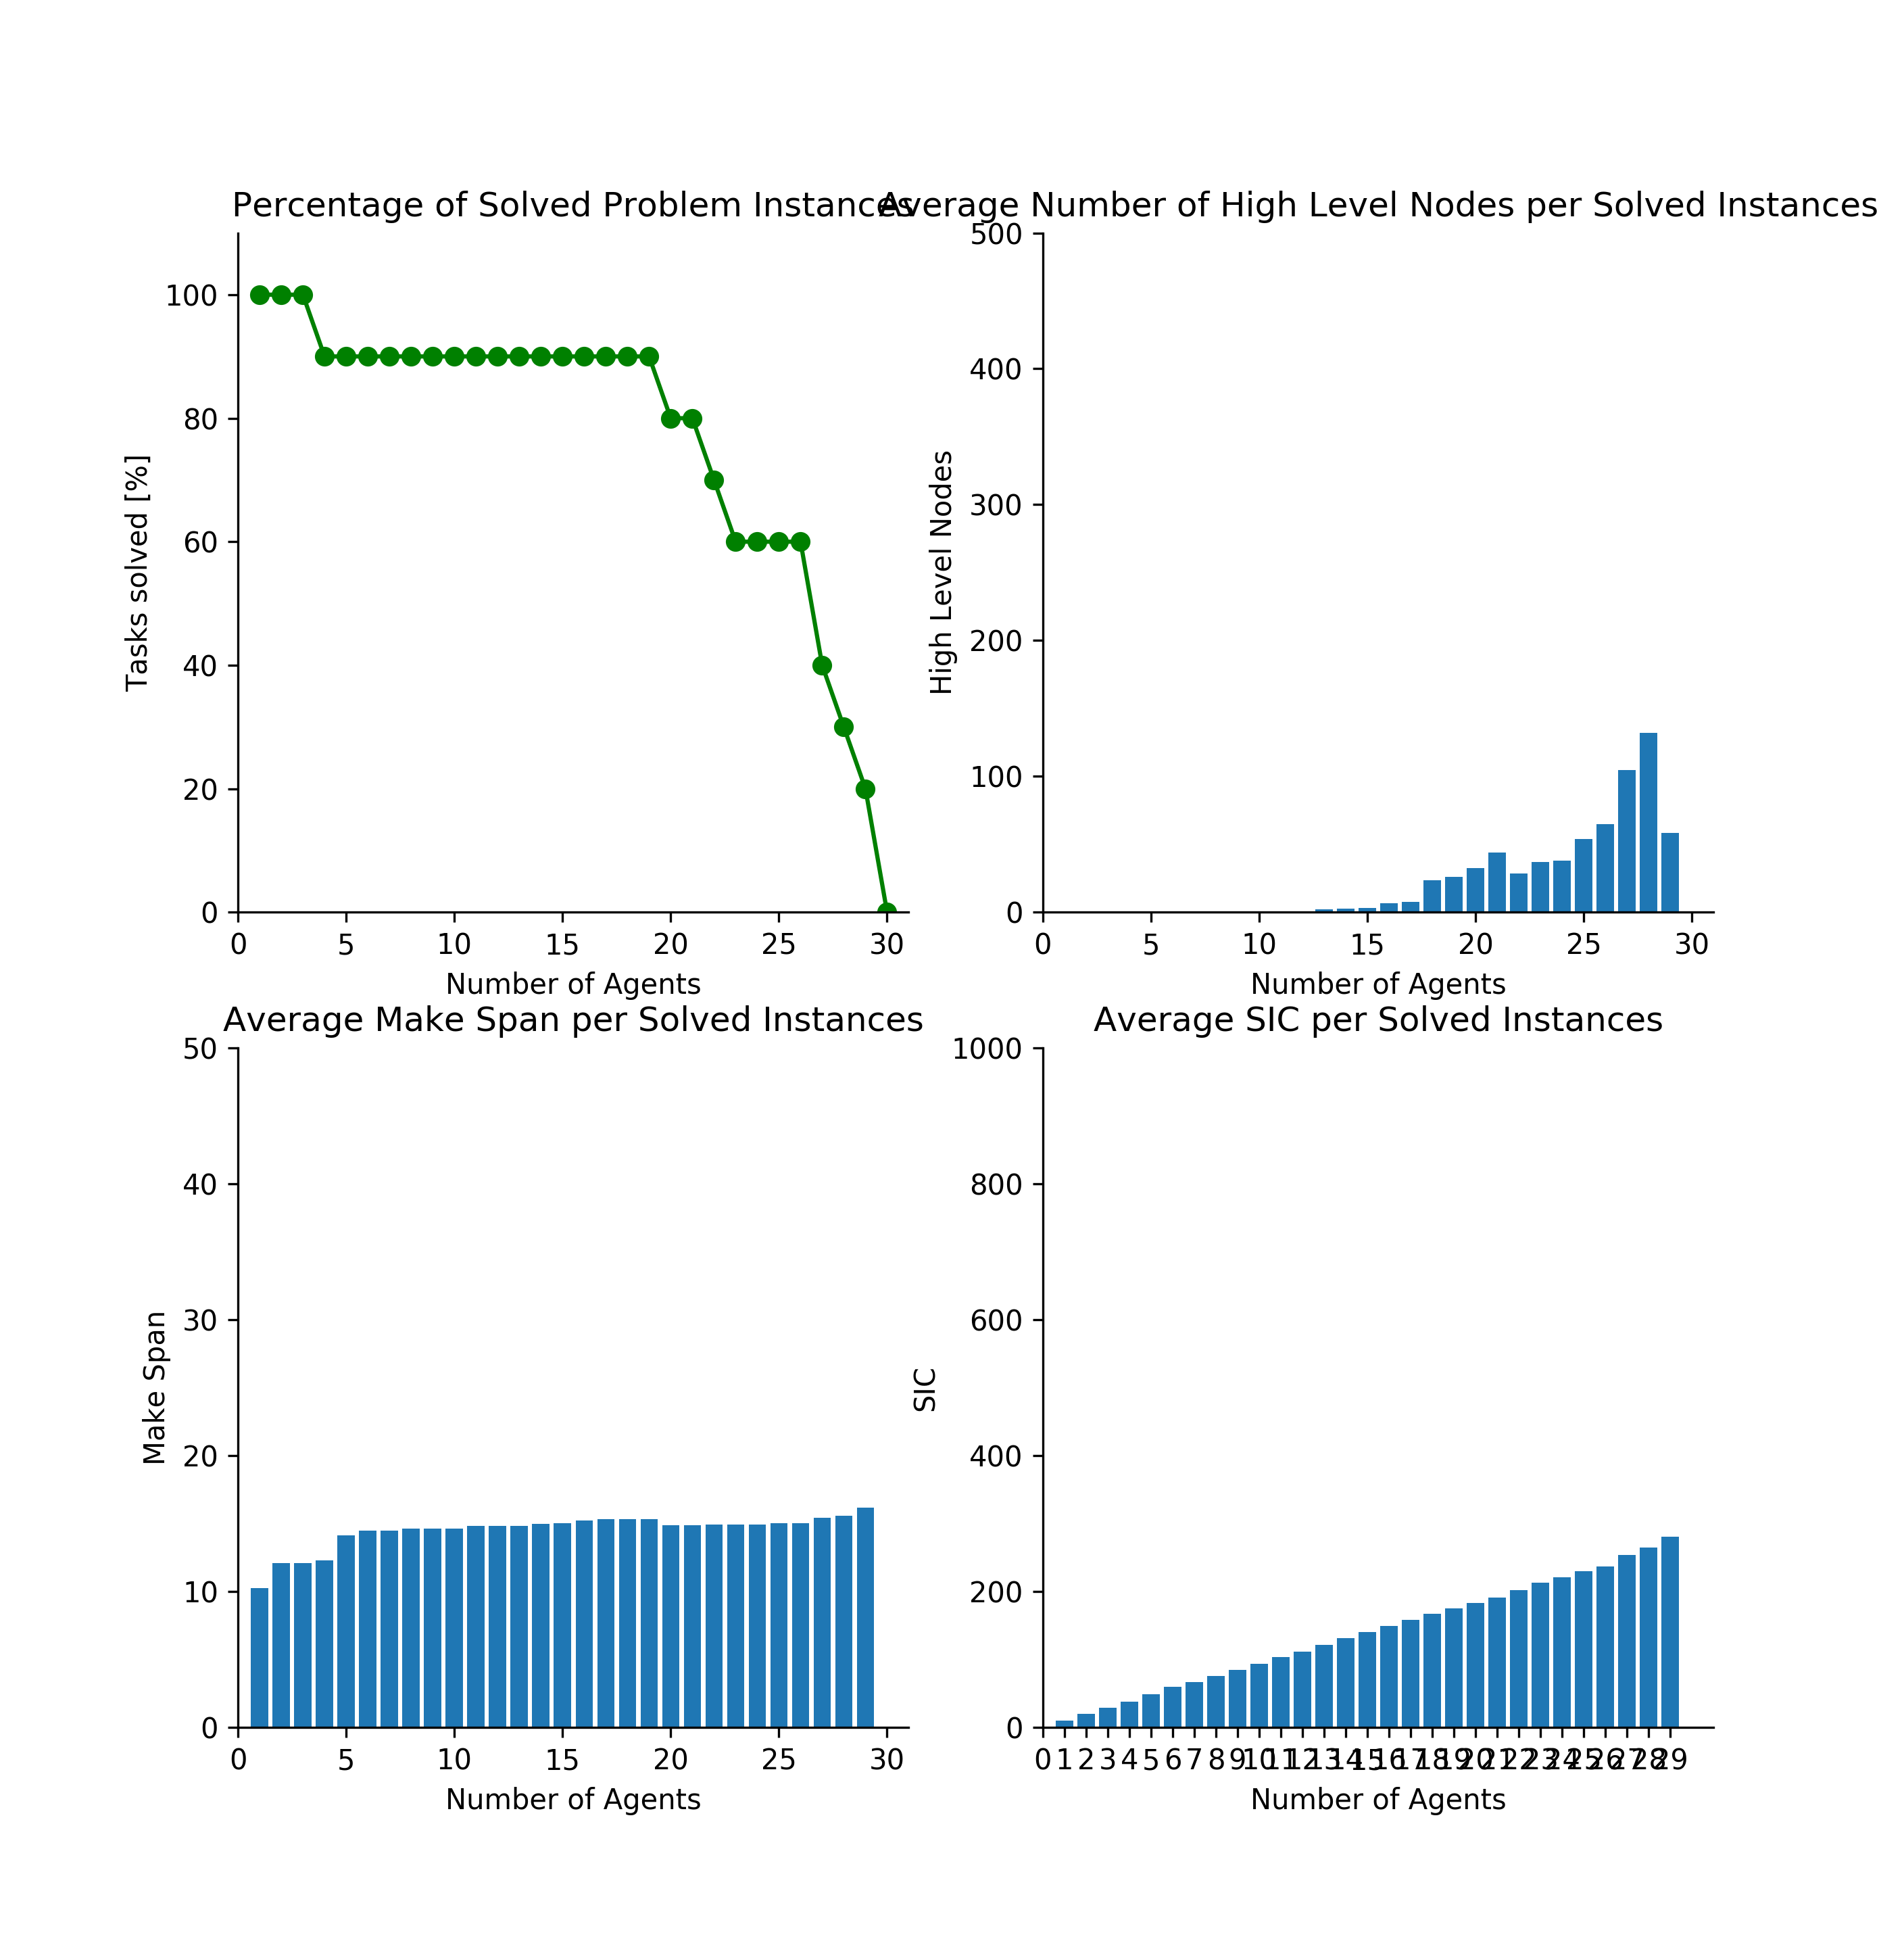 Percentage of Solved Problem Instances
100
80
60
40
20
0
Tasks solved [%]
0 5 10 15 20 25 30
Number of Agents
Average Number of High Level Nodes per Solved Instances
500
400
300
200
100
0
High Level Nodes
0 5 10 15 20 25 30
Number of Agents
Average Make Span per Solved Instances
50
40
30
20
10
0
Make Span
0 5 10 15 20 25 30
Number of Agents
Average SIC per Solved Instances
1000
800
600
400
200
0
SIC
0 1 2 3 4 5 6 7 8 9 10 11 12 13 14 15 16 17 18 19 20 21 22 23 24 25 26 27 28 29
Number of Agents